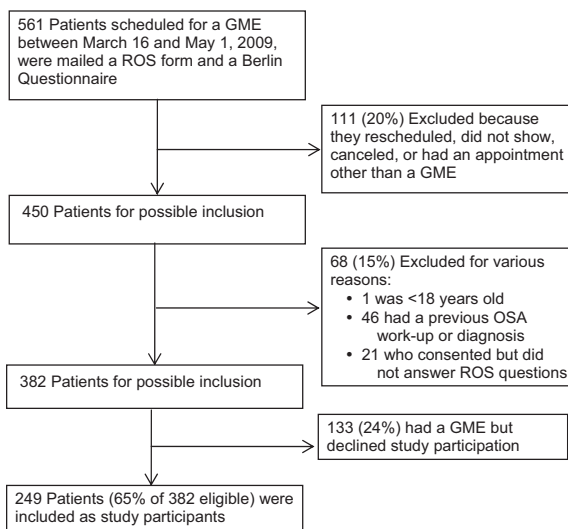 561 Patients scheduled for a GME
between March 16 and May 1, 2009,
were mailed a ROS form and a Berlin
Questionnaire
111 (20%) Excluded because
they rescheduled, did not show,
canceled, or had an appointment
other than a GME
450 Patients for possible inclusion
68 (15%) Excluded for various
reasons:
• 1 was <18 years old
• 46 had a previous OSA
work-up or diagnosis
• 21 who consented but did
not answer ROS questions
382 Patients for possible inclusion
133 (24%) had a GME but
declined study participation
249 Patients (65% of 382 eligible) were
included as study participants